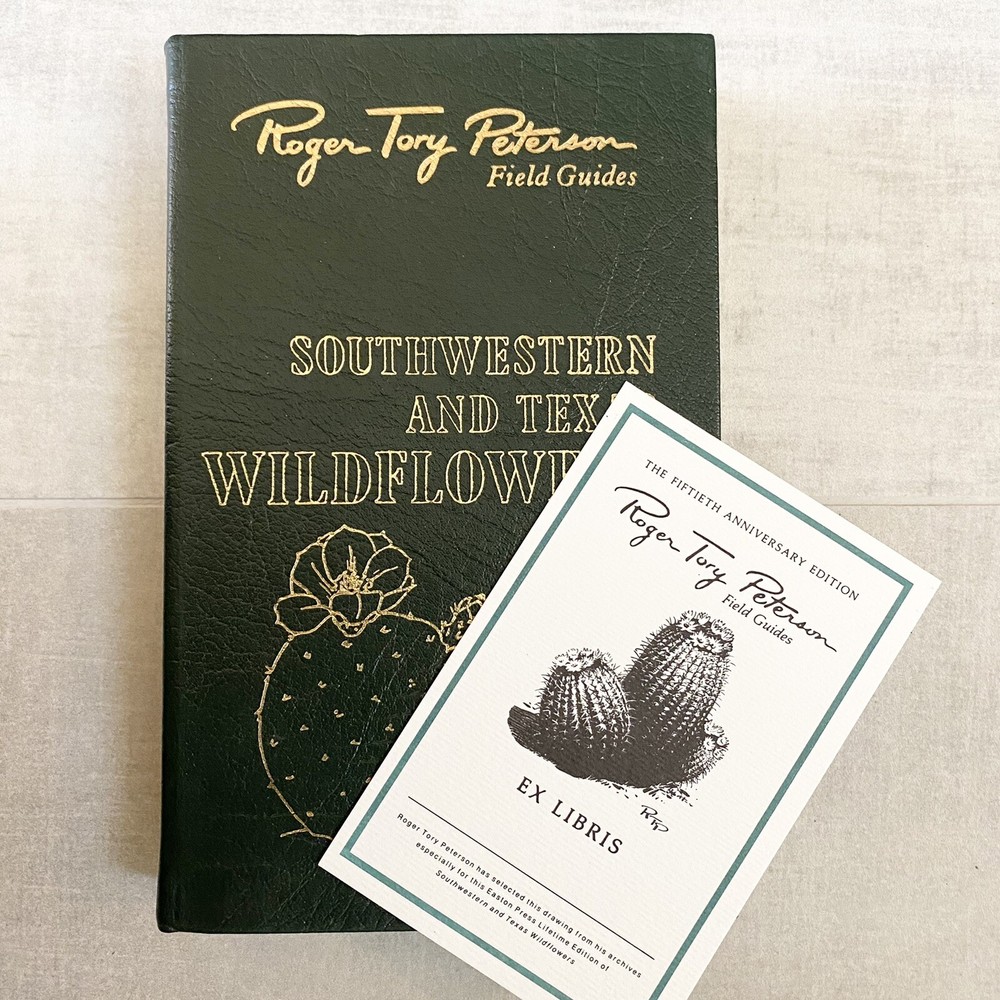 Roger Tory Peterson
Field Guides
SOUTHWESTERN
AND TEXA
WILDFLOW
THE FIFTIETH ANNIVERSARY EDITION
Roger Tory Peterson
Field Guides
RTP
EX LIBRIS
Roger Tory Peterson has selected this drawing from his archives
especially for this Easton Press Lifetime Edition of
Southwestern and Texas Wildflowers